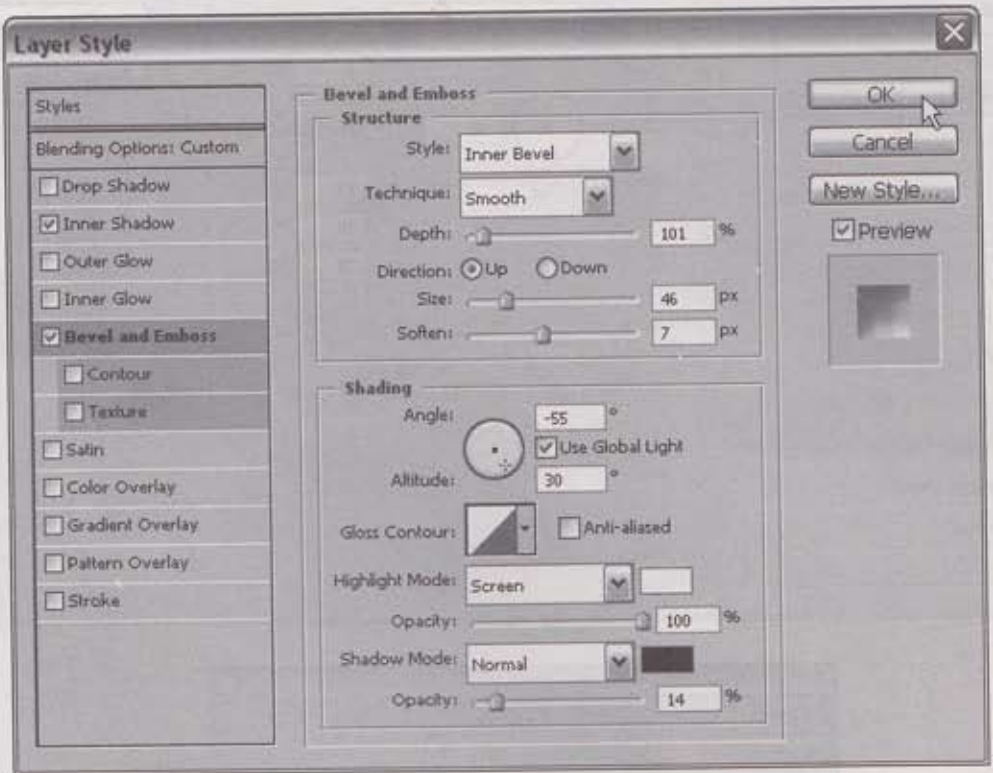 Layer Style
Styles
Blending Options: Custom
Drop Shadow
Inner Shadow
Outer Glow
Inner Glow
Bevel and Emboss
Contour
Texture
Satin
Color Overlay
Gradient Overlay
Pattern Overlay
Stroke
Bevel and Emboss
Structure
Style: Inner Bevel
Technique: Smooth
Depth: 101 %
Direction: Up Down
Size: 46 px
Soften: 7 px
Shading
Angle: -55 °
Use Global Light
Altitude: 30 °
Gloss Contour: Anti-aliased
Highlight Mode: Screen
Opacity: 100 %
Shadow Mode: Normal
Opacity: 14 %
OK
Cancel
New Style...
Preview